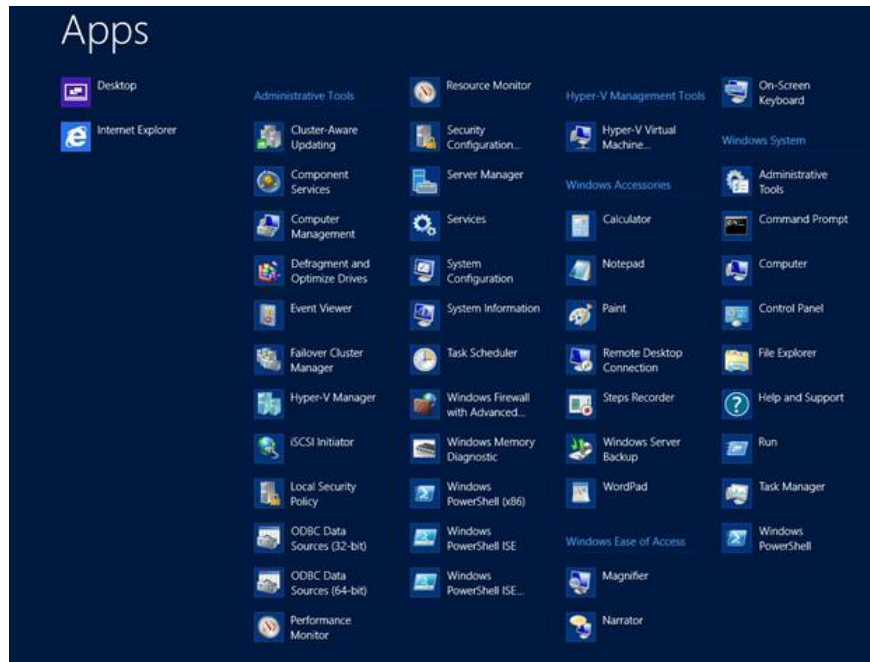 Apps
Desktop
Internet Explorer
Administrative Tools
Cluster-Aware
Updating
Component
Services
Computer
Management
Defragment and
Optimize Drives
Event Viewer
Failover Cluster
Manager
Hyper-V Manager
iSCSI Initiator
Local Security
Policy
ODBC Data
Sources (32-bit)
ODBC Data
Sources (64-bit)
Performance
Monitor
Resource Monitor
Security
Configuration...
Server Manager
Services
System
Configuration
System Information
Task Scheduler
Windows Firewall
with Advanced...
Windows Memory
Diagnostic
Windows
PowerShell (x86)
Windows
PowerShell ISE
Windows
PowerShell ISE...
Hyper-V Management Tools
Hyper-V Virtual
Machine...
Windows Accessories
Calculator
Notepad
Paint
Remote Desktop
Connection
Steps Recorder
Windows Server
Backup
WordPad
Windows Ease of Access
Magnifier
Narrator
On-Screen
Keyboard
Windows System
Administrative
Tools
Command Prompt
Computer
Control Panel
File Explorer
Help and Support
Run
Task Manager
Windows
PowerShell